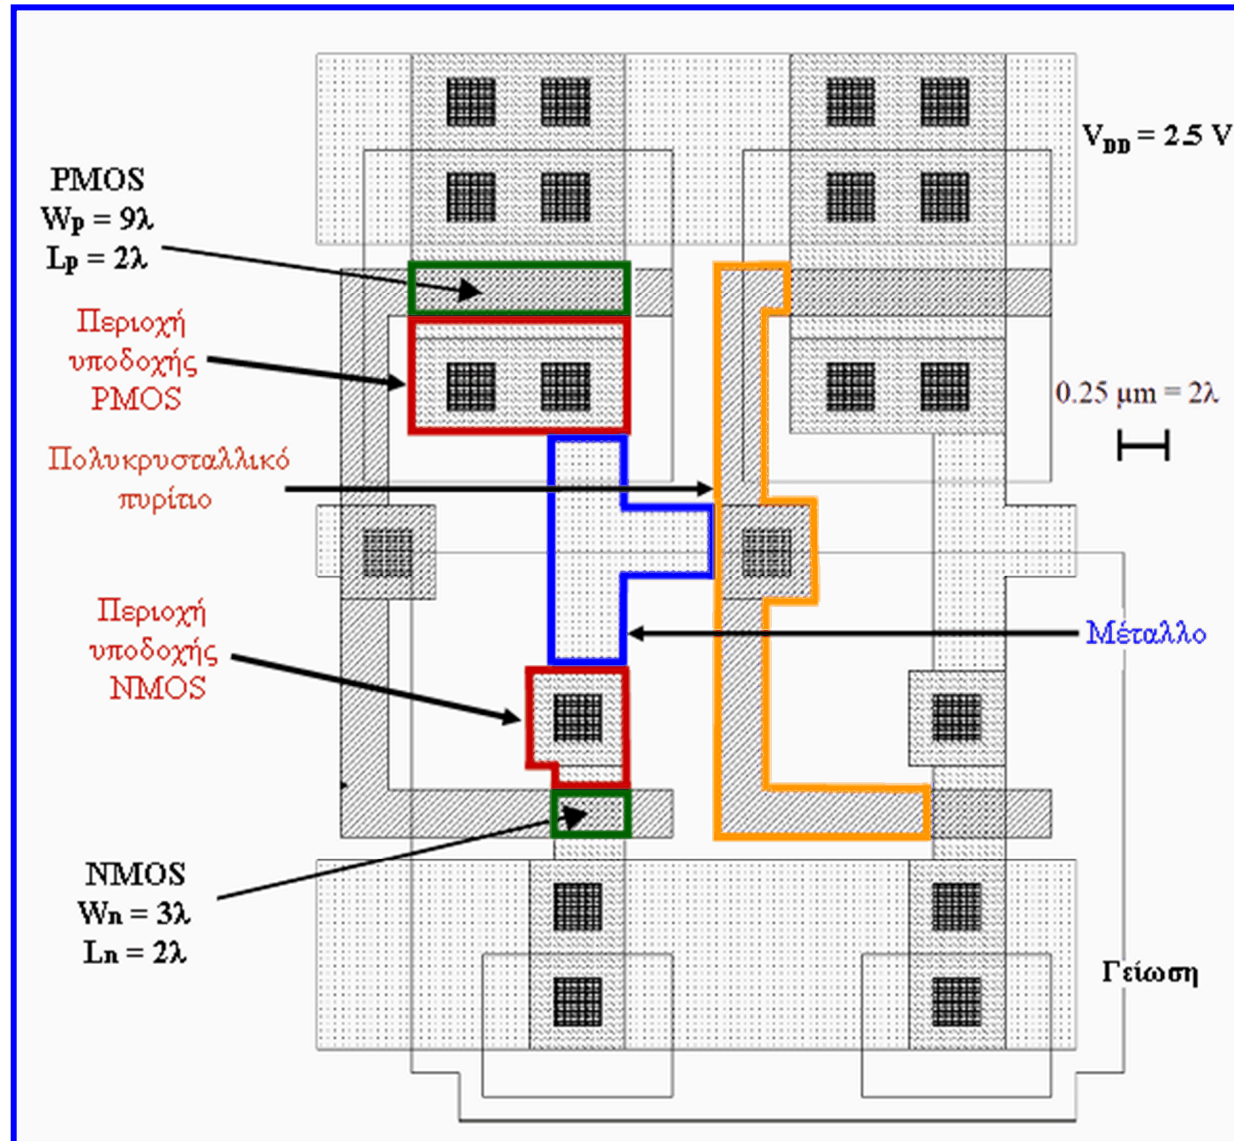 V_DD = 2.5 V
PMOS
Wp = 9λ
Lp = 2λ
Περιοχή
υποδοχής
PMOS
0.25 μm = 2λ
Πολυκρυσταλλικό
πυρίτιο
Περιοχή
υποδοχής
NMOS
Μέταλλο
NMOS
Wn = 3λ
Ln = 2λ
Γείωση